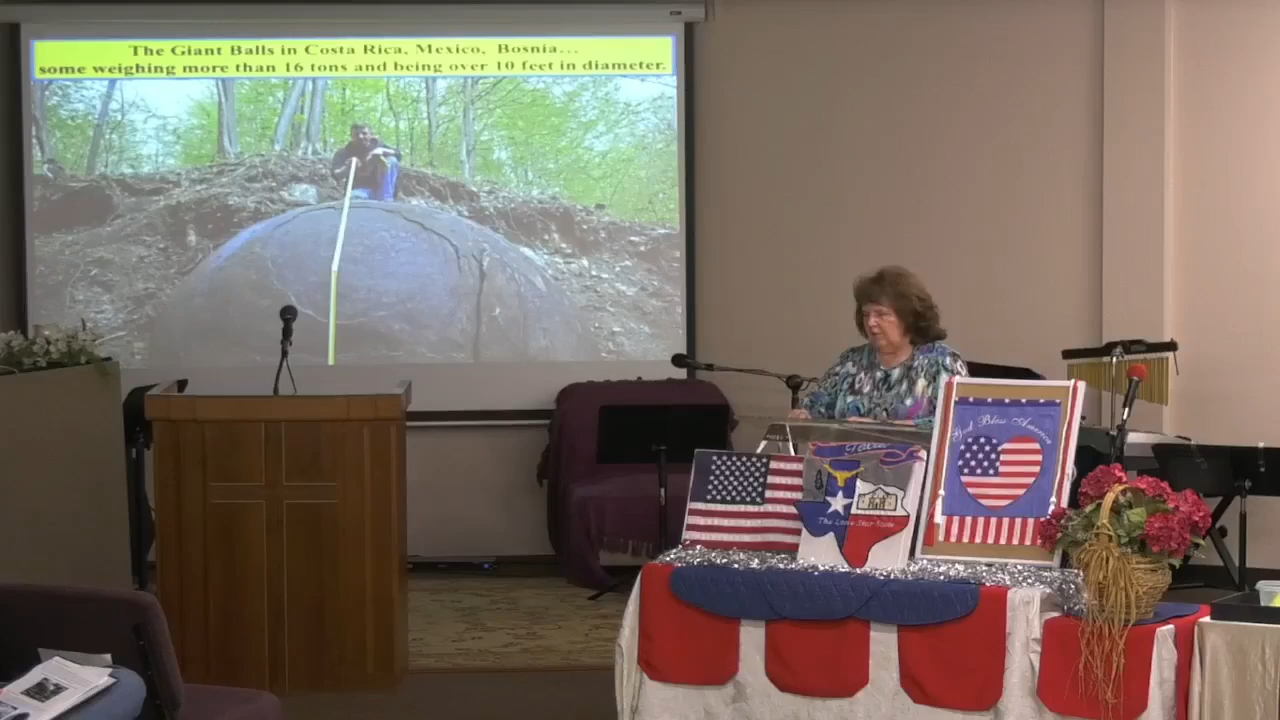 The Giant Balls in Costa Rica, Mexico, Bosnia…
some weighing more than 16 tons and being over 10 feet in diameter.
God Bless America
Texas
The Lone Star State